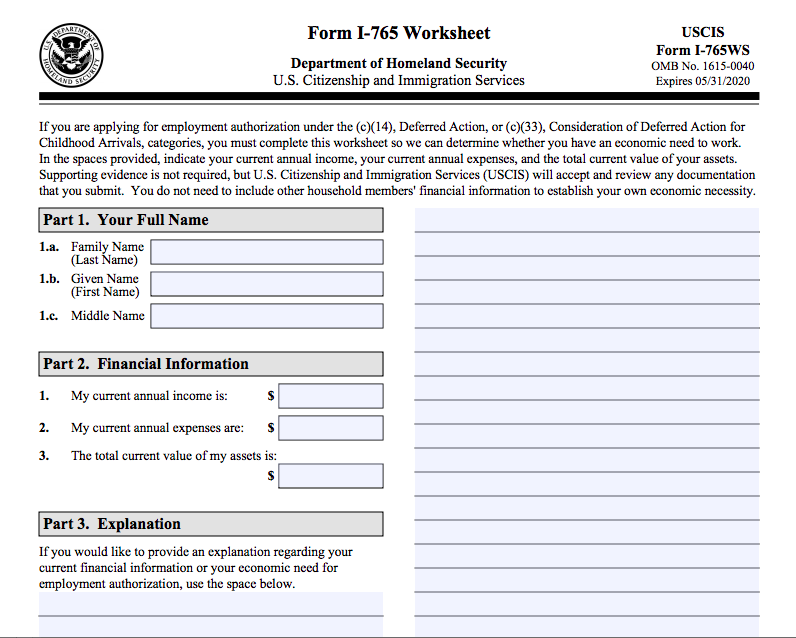 Form I-765 Worksheet
Department of Homeland Security
U.S. Citizenship and Immigration Services
USCIS
Form I-765WS
OMB No. 1615-0040
Expires 05/31/2020
U.S. DEPARTMENT OF HOMELAND SECURITY
If you are applying for employment authorization under the (c)(14), Deferred Action, or (c)(33), Consideration of Deferred Action for
Childhood Arrivals, categories, you must complete this worksheet so we can determine whether you have an economic need to work.
In the spaces provided, indicate your current annual income, your current annual expenses, and the total current value of your assets.
Supporting evidence is not required, but U.S. Citizenship and Immigration Services (USCIS) will accept and review any documentation
that you submit.  You do not need to include other household members' financial information to establish your own economic necessity.
Part 1.  Your Full Name
1.a. Family Name
(Last Name)
1.b. Given Name
(First Name)
1.c. Middle Name
Part 2.  Financial Information
1. My current annual income is: $
2. My current annual expenses are: $
3. The total current value of my assets is:
$
Part 3.  Explanation
If you would like to provide an explanation regarding your
current financial information or your economic need for
employment authorization, use the space below.